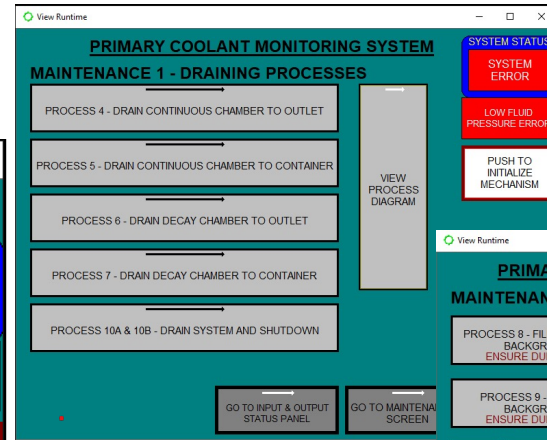 View Runtime
PRIMARY COOLANT MONITORING SYSTEM
MAINTENANCE 1 - DRAINING PROCESSES
PROCESS 4 - DRAIN CONTINUOUS CHAMBER TO OUTLET
PROCESS 5 - DRAIN CONTINUOUS CHAMBER TO CONTAINER
PROCESS 6 - DRAIN DECAY CHAMBER TO OUTLET
PROCESS 7 - DRAIN DECAY CHAMBER TO CONTAINER
PROCESS 10A & 10B - DRAIN SYSTEM AND SHUTDOWN
VIEW
PROCESS
DIAGRAM
SYSTEM STATUS
SYSTEM
ERROR
LOW FLUID
PRESSURE ERROR
PUSH TO
INITIALIZE
MECHANISM
GO TO INPUT & OUTPUT
STATUS PANEL
GO TO MAINTENA
SCREEN
View Runtime
PRIMA
MAINTENAN
PROCESS 8 - FIL
BACKGR
ENSURE DU
PROCESS 9 -
BACKGR
ENSURE DU